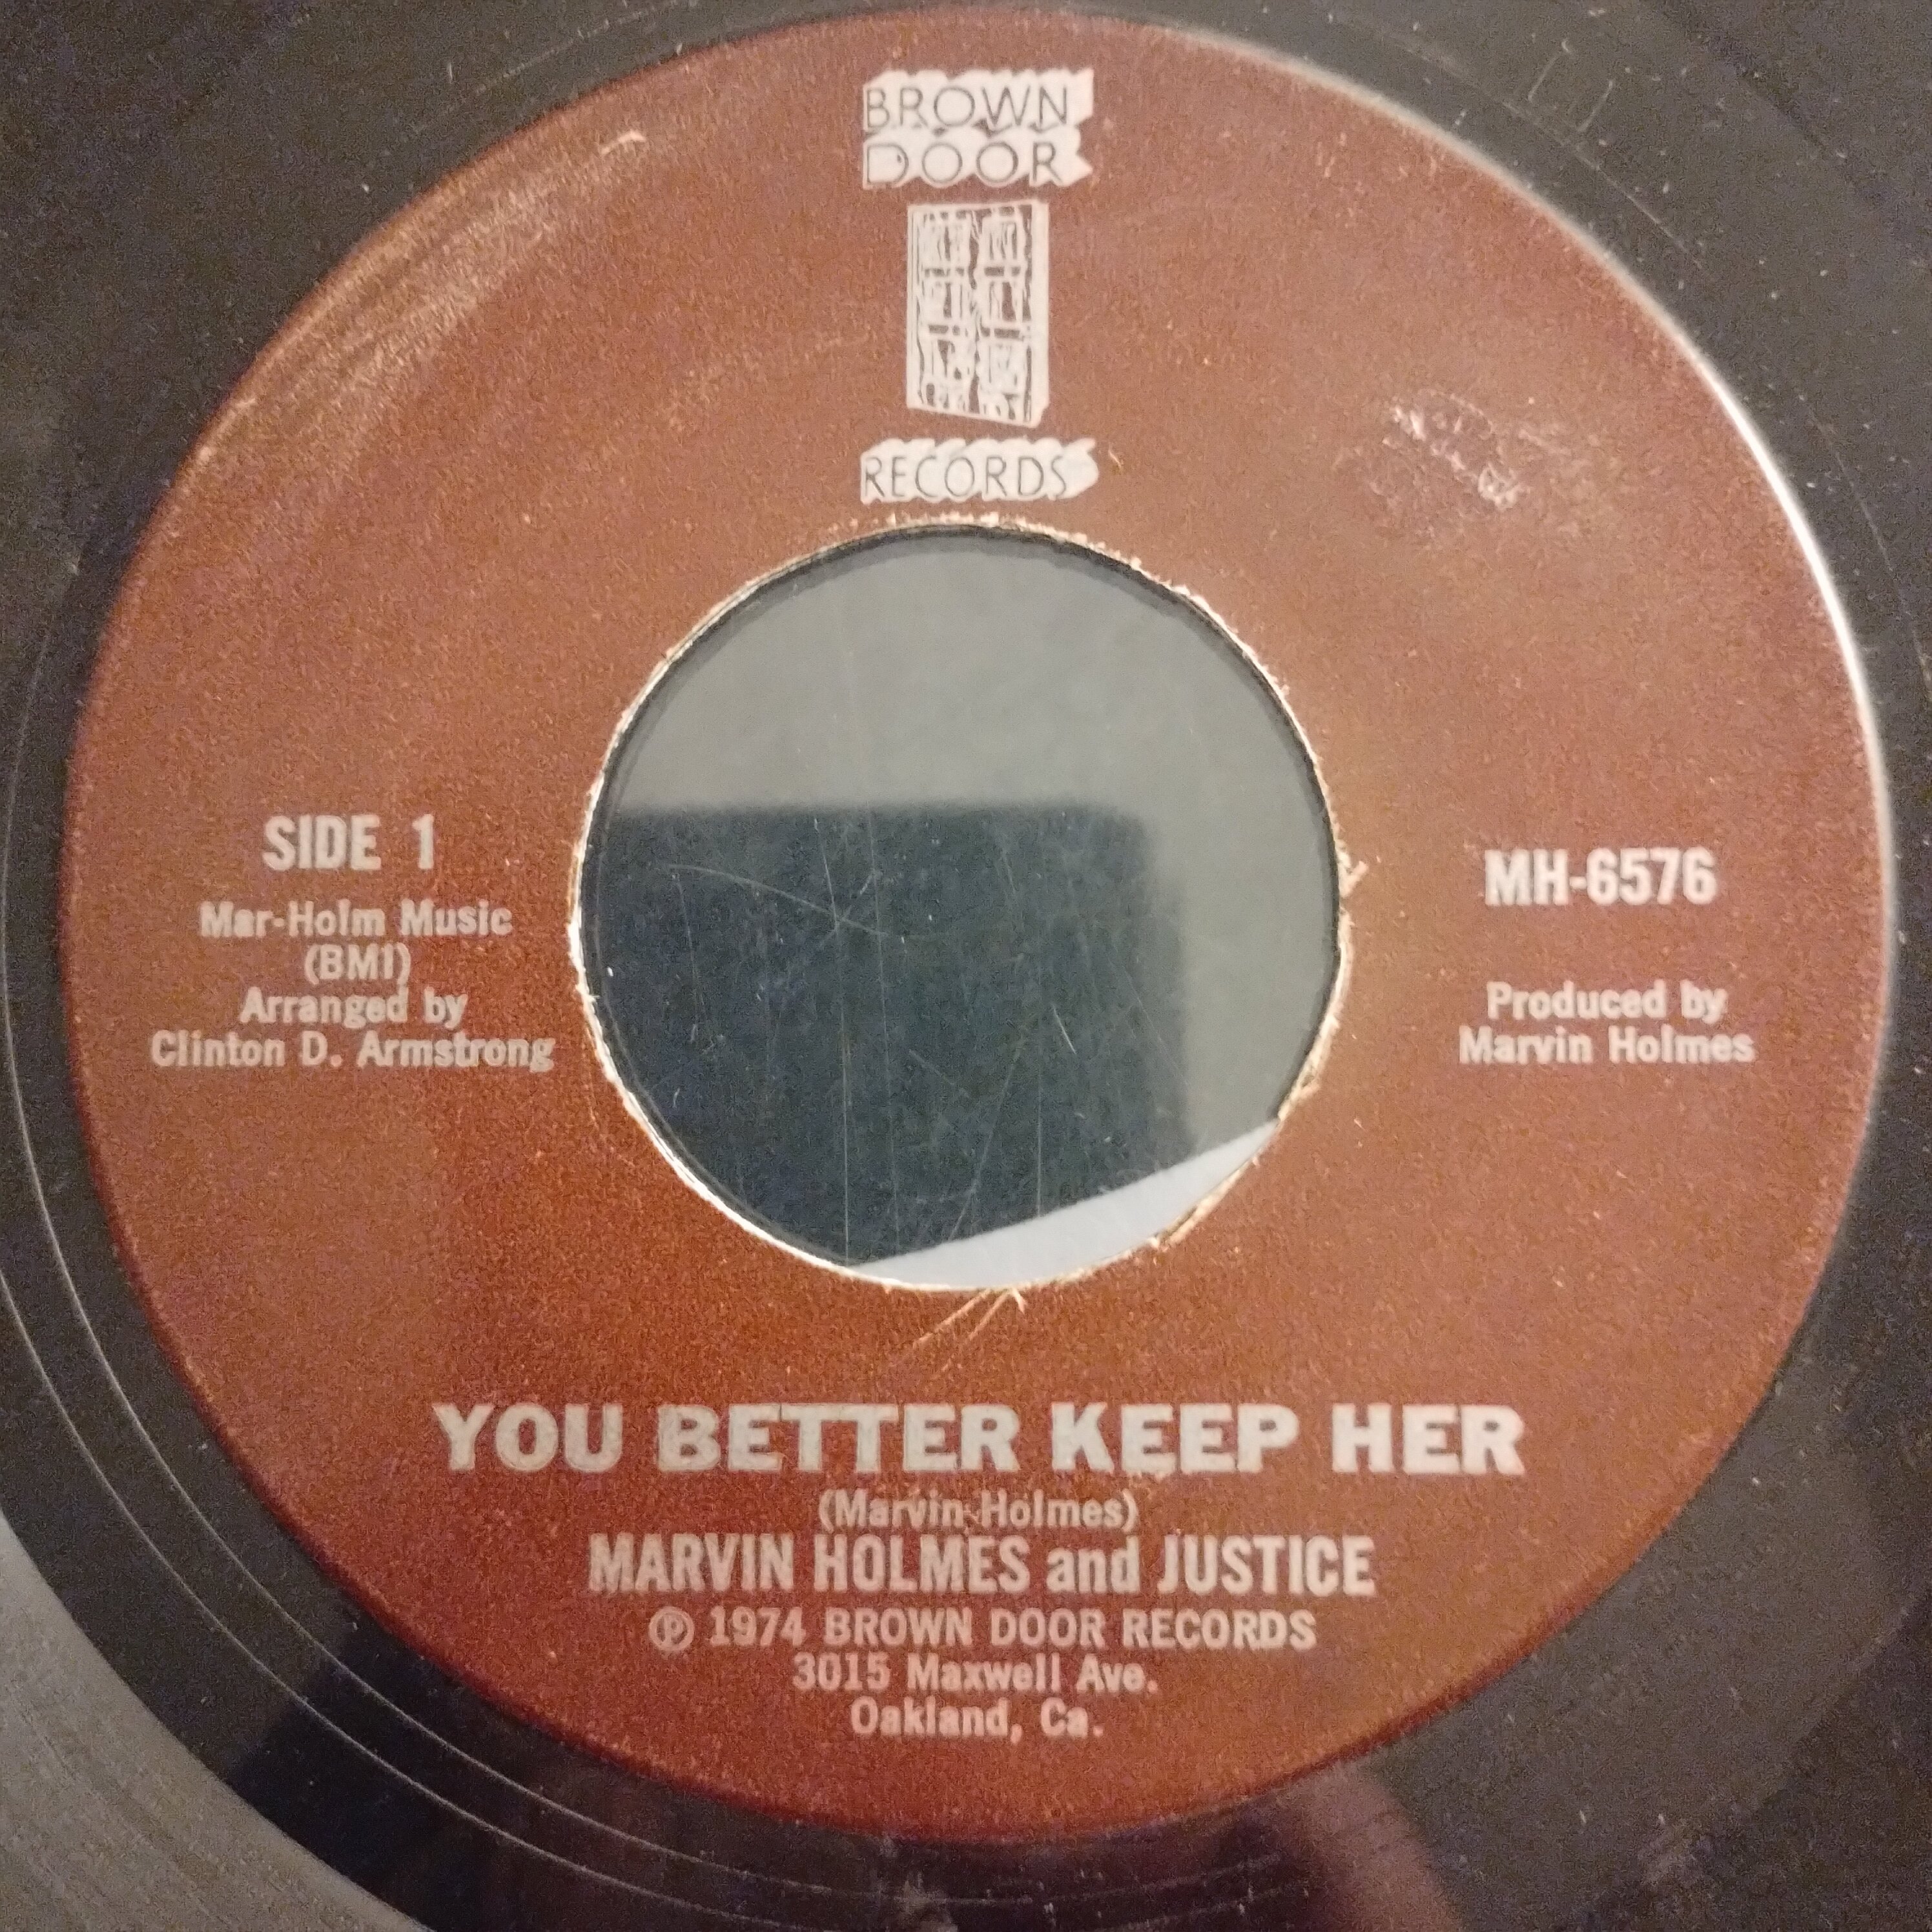 BROWN
DOOR
RECORDS
SIDE 1
Mar-Holm Music
(BMI)
Arranged by
Clinton D. Armstrong
MH-6576
Produced by
Marvin Holmes
YOU BETTER KEEP HER
(Marvin Holmes)
MARVIN HOLMES and JUSTICE
℗ 1974 BROWN DOOR RECORDS
3015 Maxwell Ave.
Oakland, Ca.